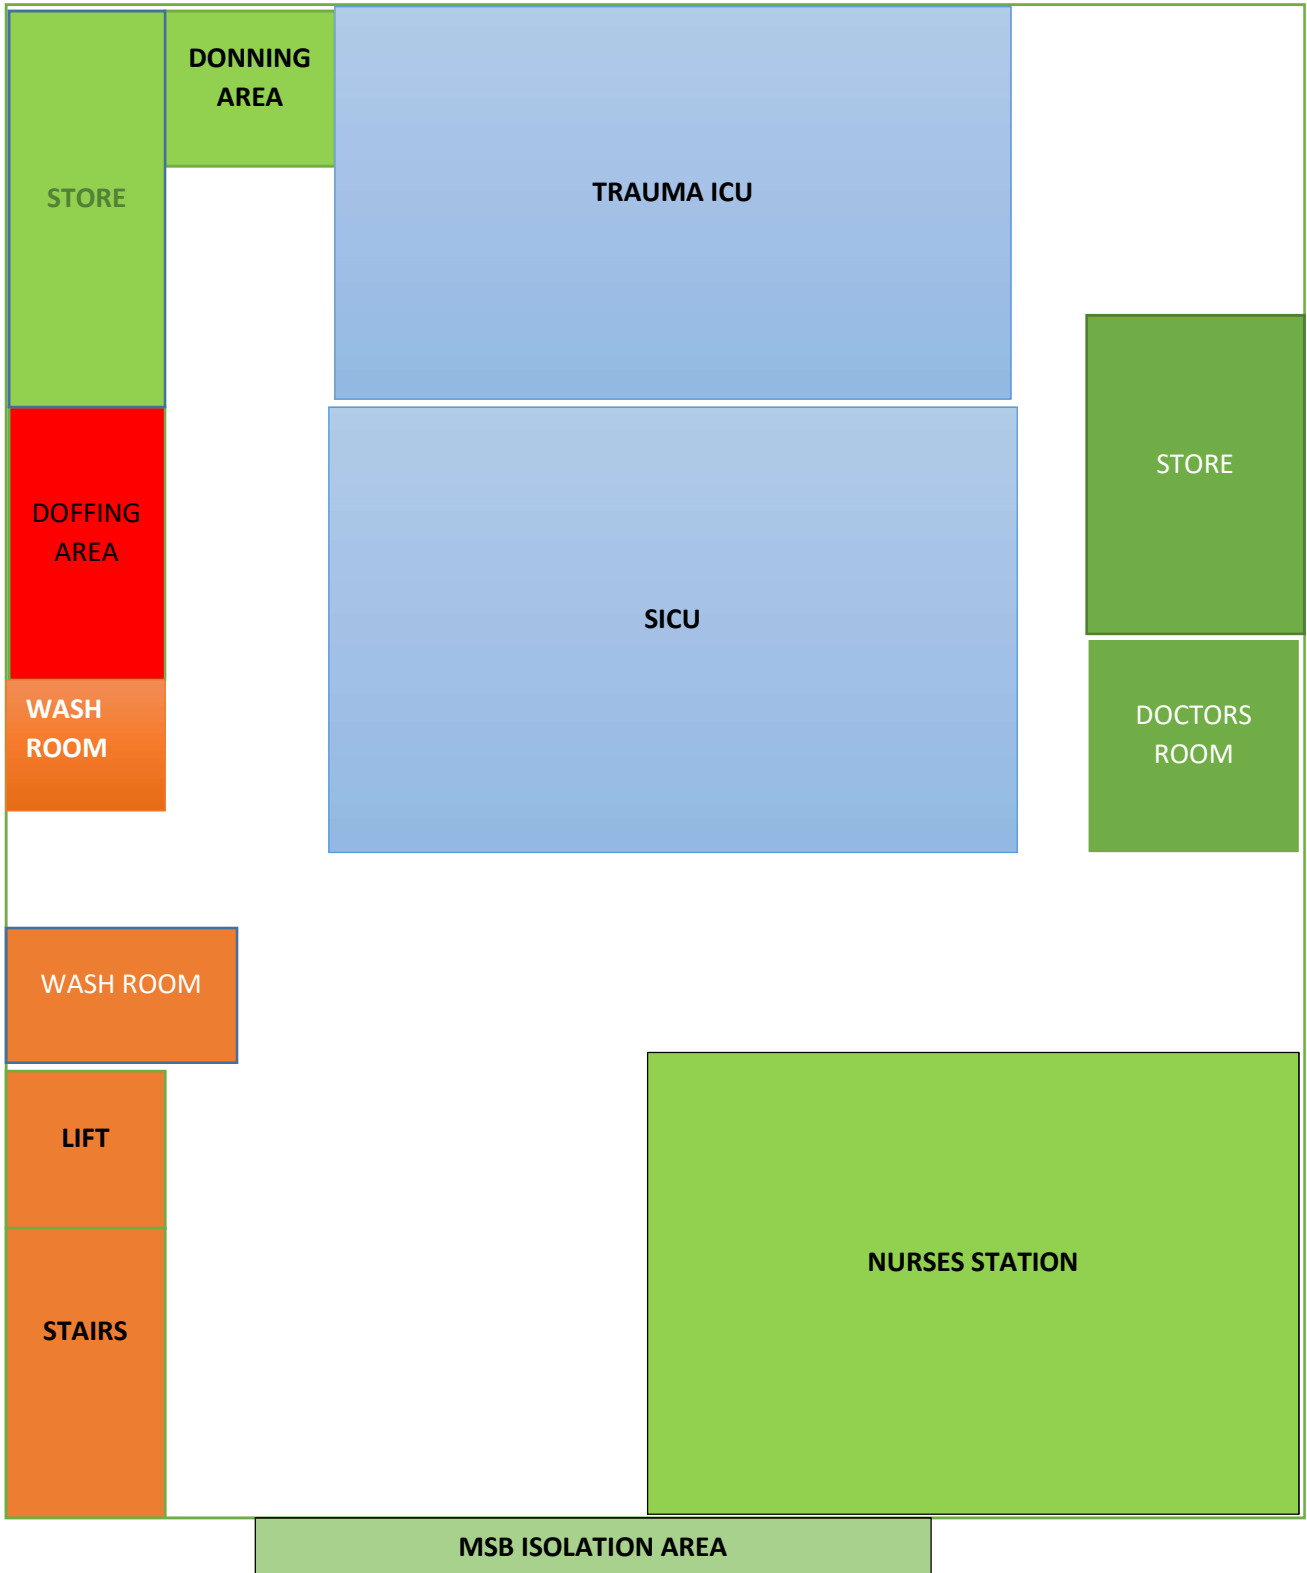 DONNING
AREA
STORE
TRAUMA ICU
STORE
DOFFING
AREA
SICU
WASH
ROOM
DOCTORS
ROOM
WASH ROOM
LIFT
NURSES STATION
STAIRS
MSB ISOLATION AREA